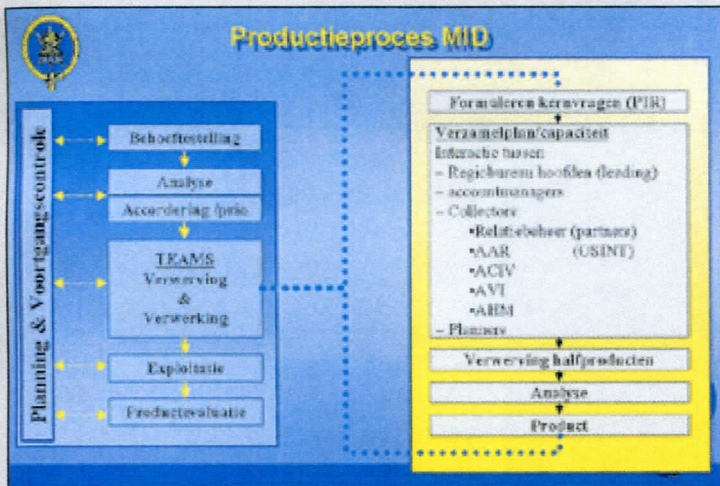 Productieproces MID
Planning & Voortgangscontrole
Behoeftestelling
Analyse
Accordering /prio
TEAMS
Verwerving
&
Verwerking
Exploitatie
Productevaluatie
Formuleren kernvragen (PIR)
Verzamelplan/capaciteit
Interactie tussen
– Regiebureau hoofden (leading)
– accountmanagers
– Collectors
•Relatiebeheer (partners)
•AAR (OSINT)
•ACIV
•AVI
•AHM
– Planners
Verwerving halfproducten
Analyse
Product